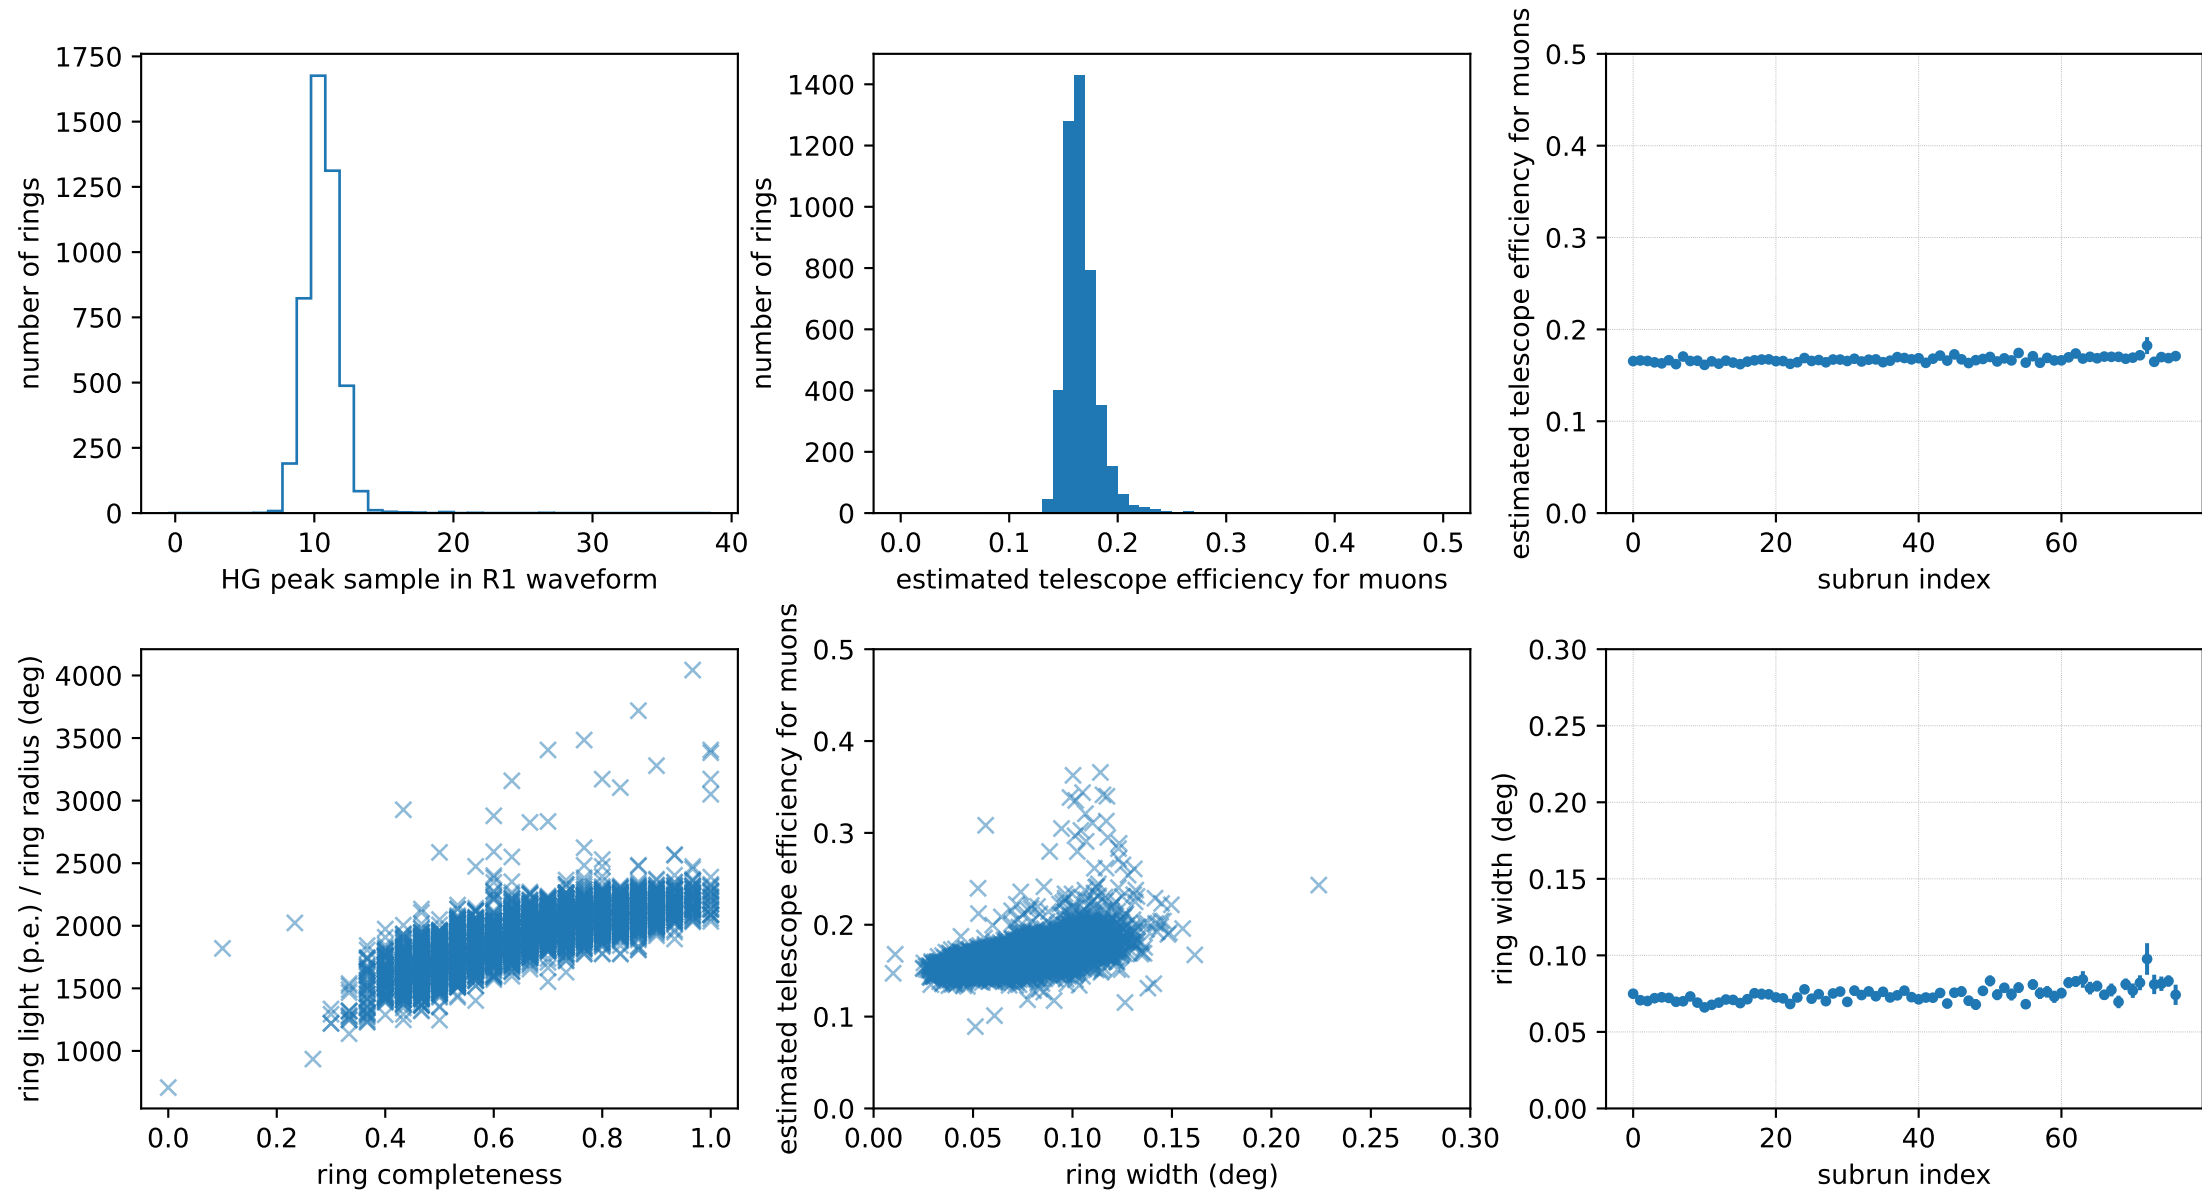 1750
1500
1250
1000
750
500
250
0
number of rings
0 10 20 30 40
HG peak sample in R1 waveform
1400
1200
1000
800
600
400
200
0
number of rings
0.0 0.1 0.2 0.3 0.4 0.5
estimated telescope efficiency for muons
0.5
0.4
0.3
0.2
0.1
0.0
estimated telescope efficiency for muons
0 20 40 60
subrun index
4000
3500
3000
2500
2000
1500
1000
ring light (p.e.) / ring radius (deg)
0.0 0.2 0.4 0.6 0.8 1.0
ring completeness
0.5
0.4
0.3
0.2
0.1
0.0
estimated telescope efficiency for muons
0.00 0.05 0.10 0.15 0.20 0.25 0.30
ring width (deg)
0.30
0.25
0.20
0.15
0.10
0.05
0.00
ring width (deg)
0 20 40 60
subrun index